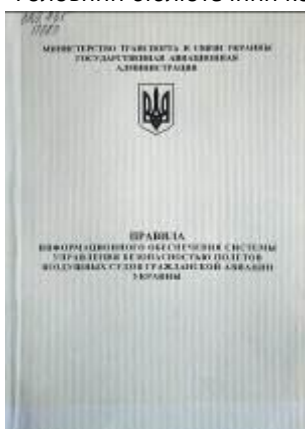 МИНИСТЕРСТВО ТРАНСПОРТА И СВЯЗИ УКРАИНЫ
ГОСУДАРСТВЕННАЯ АВИАЦИОННАЯ
АДМИНИСТРАЦИЯ
ПРАВИЛА
ИНФОРМАЦИОННОГО ОБЕСПЕЧЕНИЯ СИСТЕМЫ
УПРАВЛЕНИЯ БЕЗОПАСНОСТЬЮ ПОЛЕТОВ
ВОЗДУШНЫХ СУДОВ ГРАЖДАНСКОЙ АВИАЦИИ
УКРАИНЫ